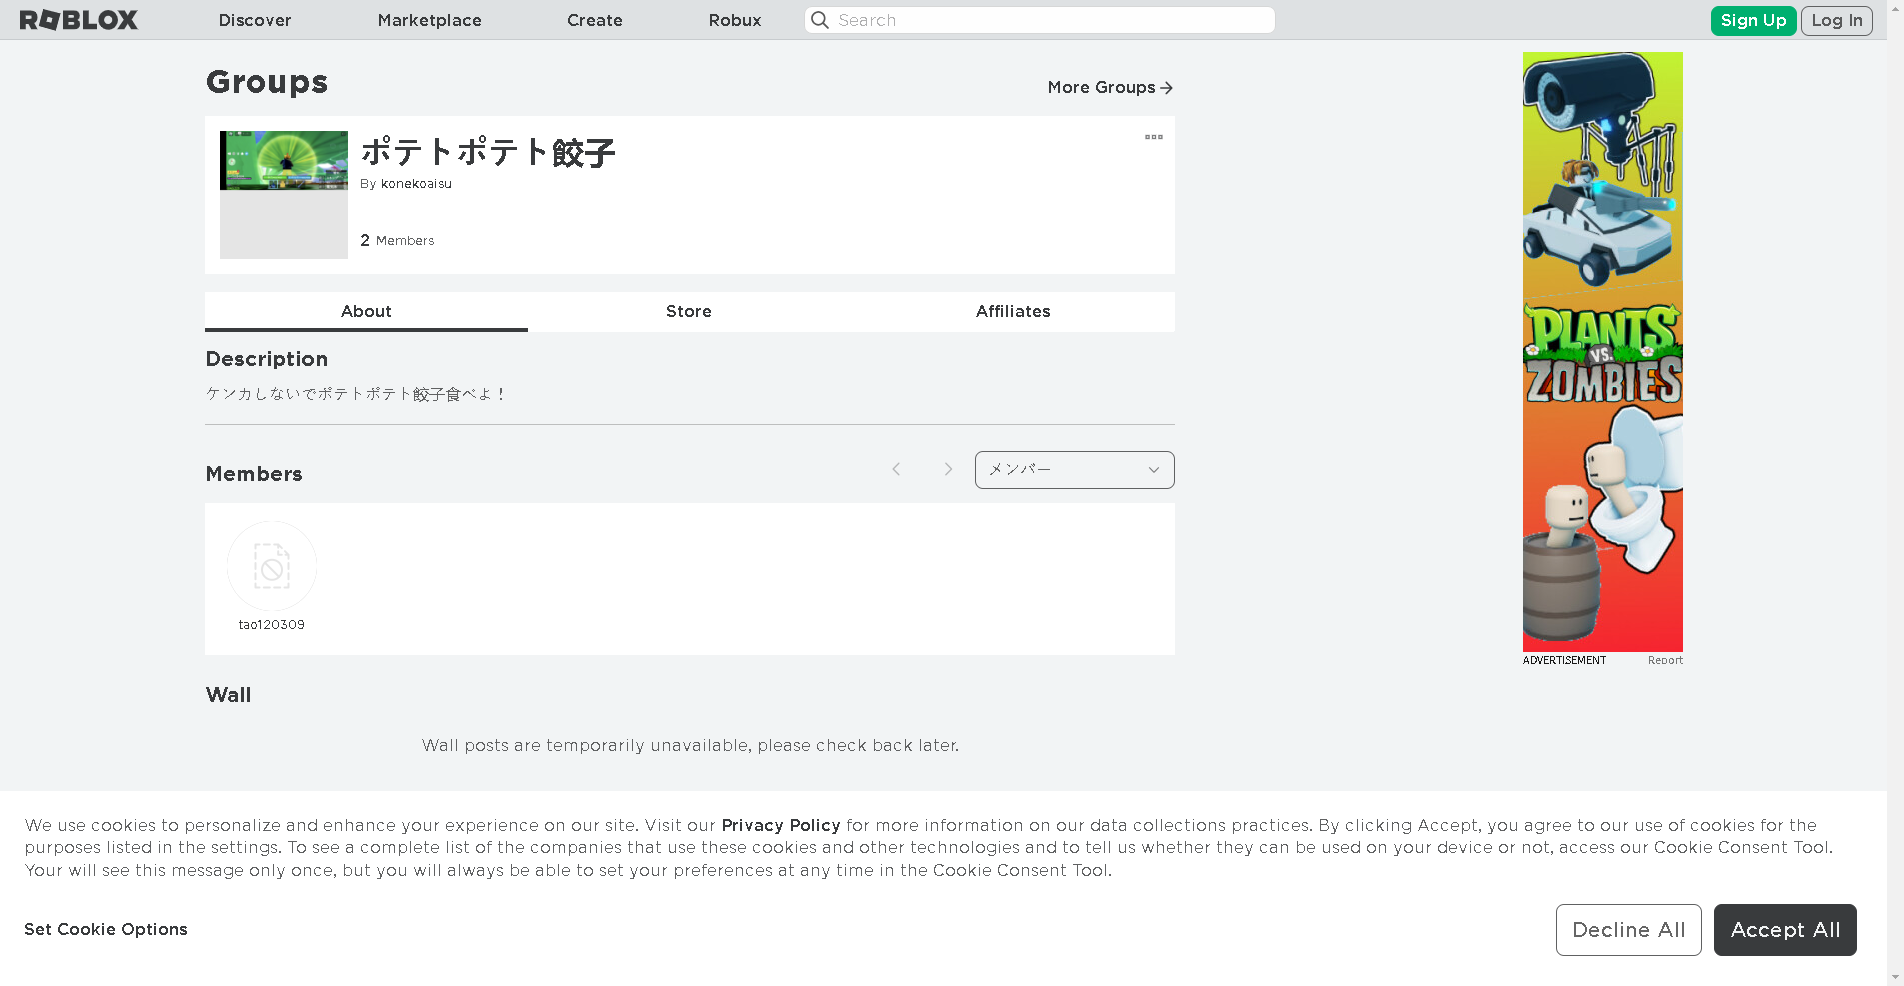 ROBLOX
Discover
Marketplace
Create
Robux
Search
Sign Up
Log In
Groups
More Groups
ポテトポテト餃子
By konekoaisu
2 Members
About
Store
Affiliates
Description
ケンカしないでポテトポテト餃子食べよ！
Members
メンバー
tao120309
Wall
Wall posts are temporarily unavailable, please check back later.
PLANTS
VS.
ZOMBIES
ADVERTISEMENT
Report
We use cookies to personalize and enhance your experience on our site. Visit our Privacy Policy for more information on our data collections practices. By clicking Accept, you agree to our use of cookies for the
purposes listed in the settings. To see a complete list of the companies that use these cookies and other technologies and to tell us whether they can be used on your device or not, access our Cookie Consent Tool.
Your will see this message only once, but you will always be able to set your preferences at any time in the Cookie Consent Tool.
Set Cookie Options
Decline All
Accept All